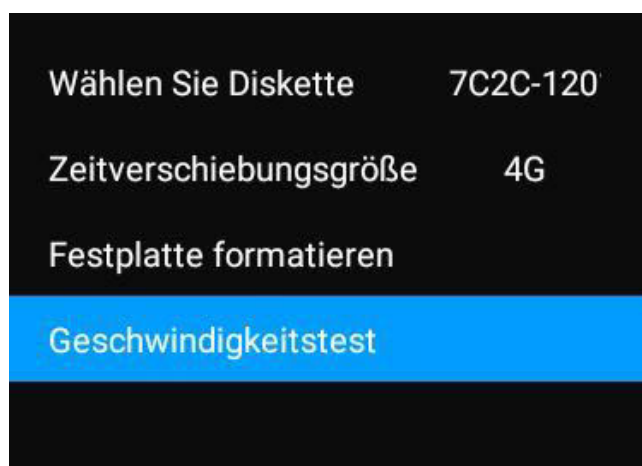 Wählen Sie Diskette 7C2C-120
Zeitverschiebungsgröße 4G
Festplatte formatieren
Geschwindigkeitstest